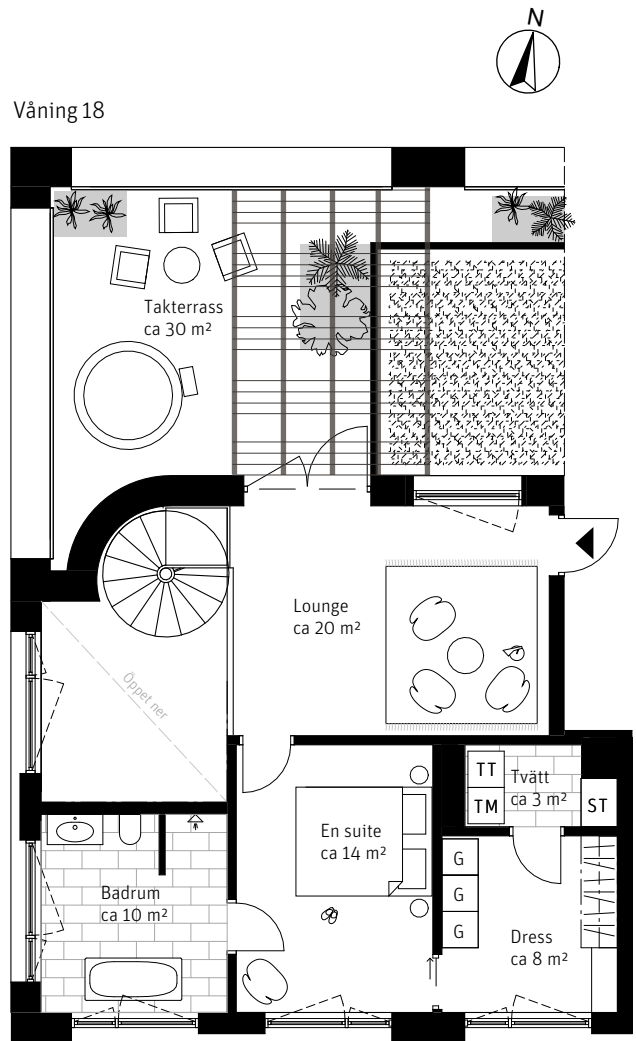 N
Våning 18
Takterrass
ca 30 m²
Lounge
ca 20 m²
Öppet ner
TT
TM
Tvätt
ca 3 m²
ST
En suite
ca 14 m²
G
G
G
Badrum
ca 10 m²
Dress
ca 8 m²